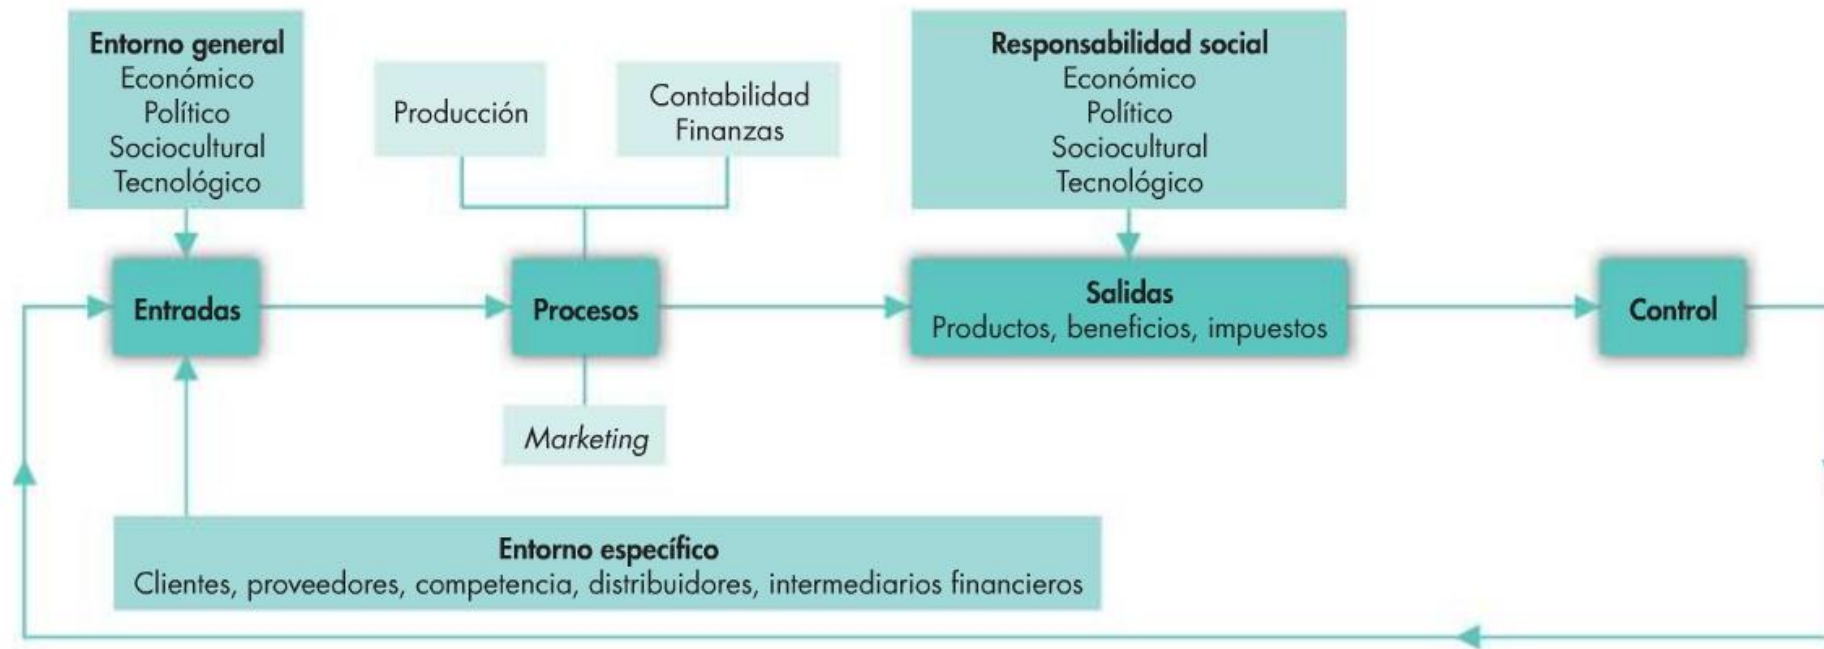 Entorno general
Económico
Político
Sociocultural
Tecnológico
Producción
Contabilidad
Finanzas
Responsabilidad social
Económico
Político
Sociocultural
Tecnológico
Entradas
Procesos
Salidas
Productos, beneficios, impuestos
Control
Marketing
Entorno específico
Clientes, proveedores, competencia, distribuidores, intermediarios financieros